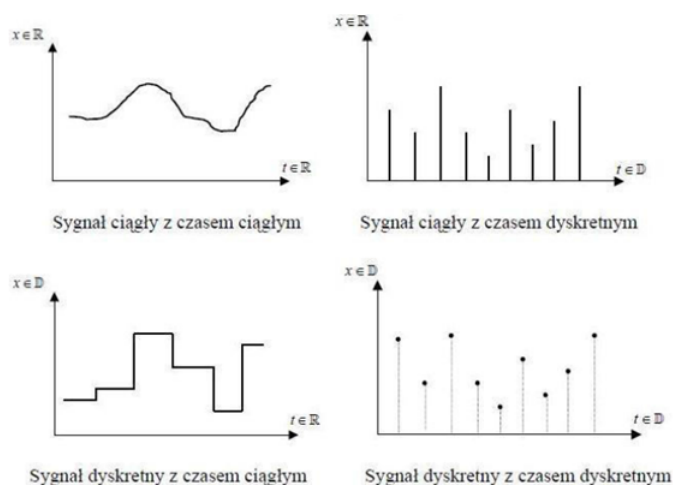 x∈ℝ
t∈ℝ
Sygnał ciągły z czasem ciągłym
x∈ℝ
t∈𝔻
Sygnał ciągły z czasem dyskretnym
x∈𝔻
t∈ℝ
Sygnał dyskretny z czasem ciągłym
x∈𝔻
t∈𝔻
Sygnał dyskretny z czasem dyskretnym